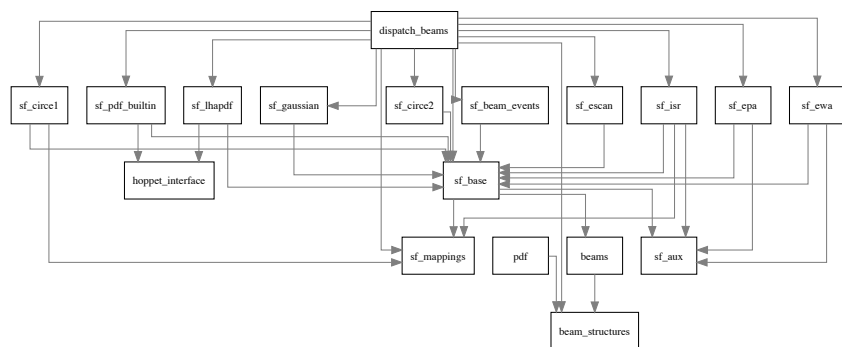 dispatch_beams
sf_circe1
sf_pdf_builtin
sf_lhapdf
sf_gaussian
sf_circe2
sf_beam_events
sf_escan
sf_isr
sf_epa
sf_ewa
hoppet_interface
sf_base
sf_mappings
pdf
beams
sf_aux
beam_structures